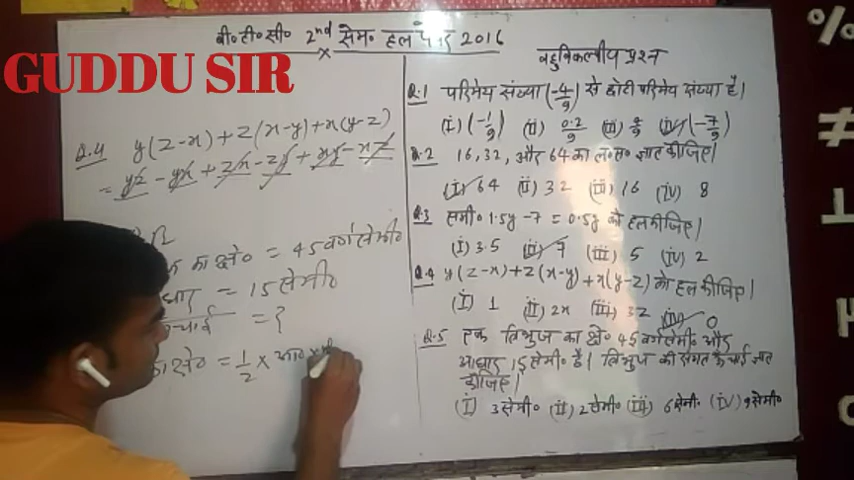 बी॰टी॰सी॰ 2nd सेम॰ हल पेपर 2016
GUDDU SIR
Q.4 y(z-x)+z(x-y)+x(y-z)
= yz - yx + zx - zy + xy - xz
का क्षे॰ = 45 वर्गसेमी॰
= 15 सेमी॰
= ?
क्षे॰ = 1/2 × आ॰ ×
बहुविकल्पीय प्रश्न
Q.1 परिमेय संख्या (-4/9) से छोटी परिमेय संख्या है।
(i) (-1/9) (ii) 0.2/9 (iii) (iv) (-7/9)
Q.2 16, 32, और 64 का ल॰स॰ ज्ञात कीजिए।
(i) 64 (ii) 32 (iii) 16 (iv) 8
Q.3 समी॰ 1.5y - 7 = 0.5y को हल कीजिए।
(i) 3.5 (ii) 7 (iii) 5 (iv) 2
Q.4 y(z-x)+z(x-y)+x(y-z) को हल कीजिए।
(i) 1 (ii) 2x (iii) 3z (iv) 0
Q.5 एक त्रिभुज का क्षे॰ 45 वर्गसेमी॰ और
आधार 15 सेमी॰ है। त्रिभुज की संगत ऊँचाई ज्ञात
कीजिए।
(i) 3 सेमी॰ (ii) 2 सेमी॰ (iii) 6 सेमी॰ (iv) 9 सेमी॰
%
≠